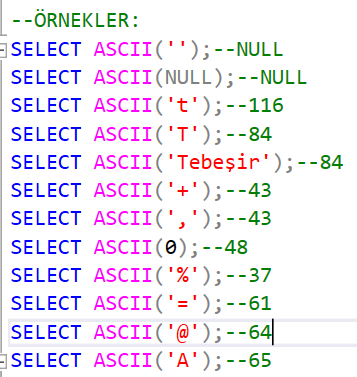 --ÖRNEKLER:
SELECT ASCII('');--NULL
SELECT ASCII(NULL);--NULL
SELECT ASCII('t');--116
SELECT ASCII('T');--84
SELECT ASCII('Tebeşir');--84
SELECT ASCII('+');--43
SELECT ASCII(',');--43
SELECT ASCII(0);--48
SELECT ASCII('%');--37
SELECT ASCII('=');--61
SELECT ASCII('@');--64
SELECT ASCII('A');--65